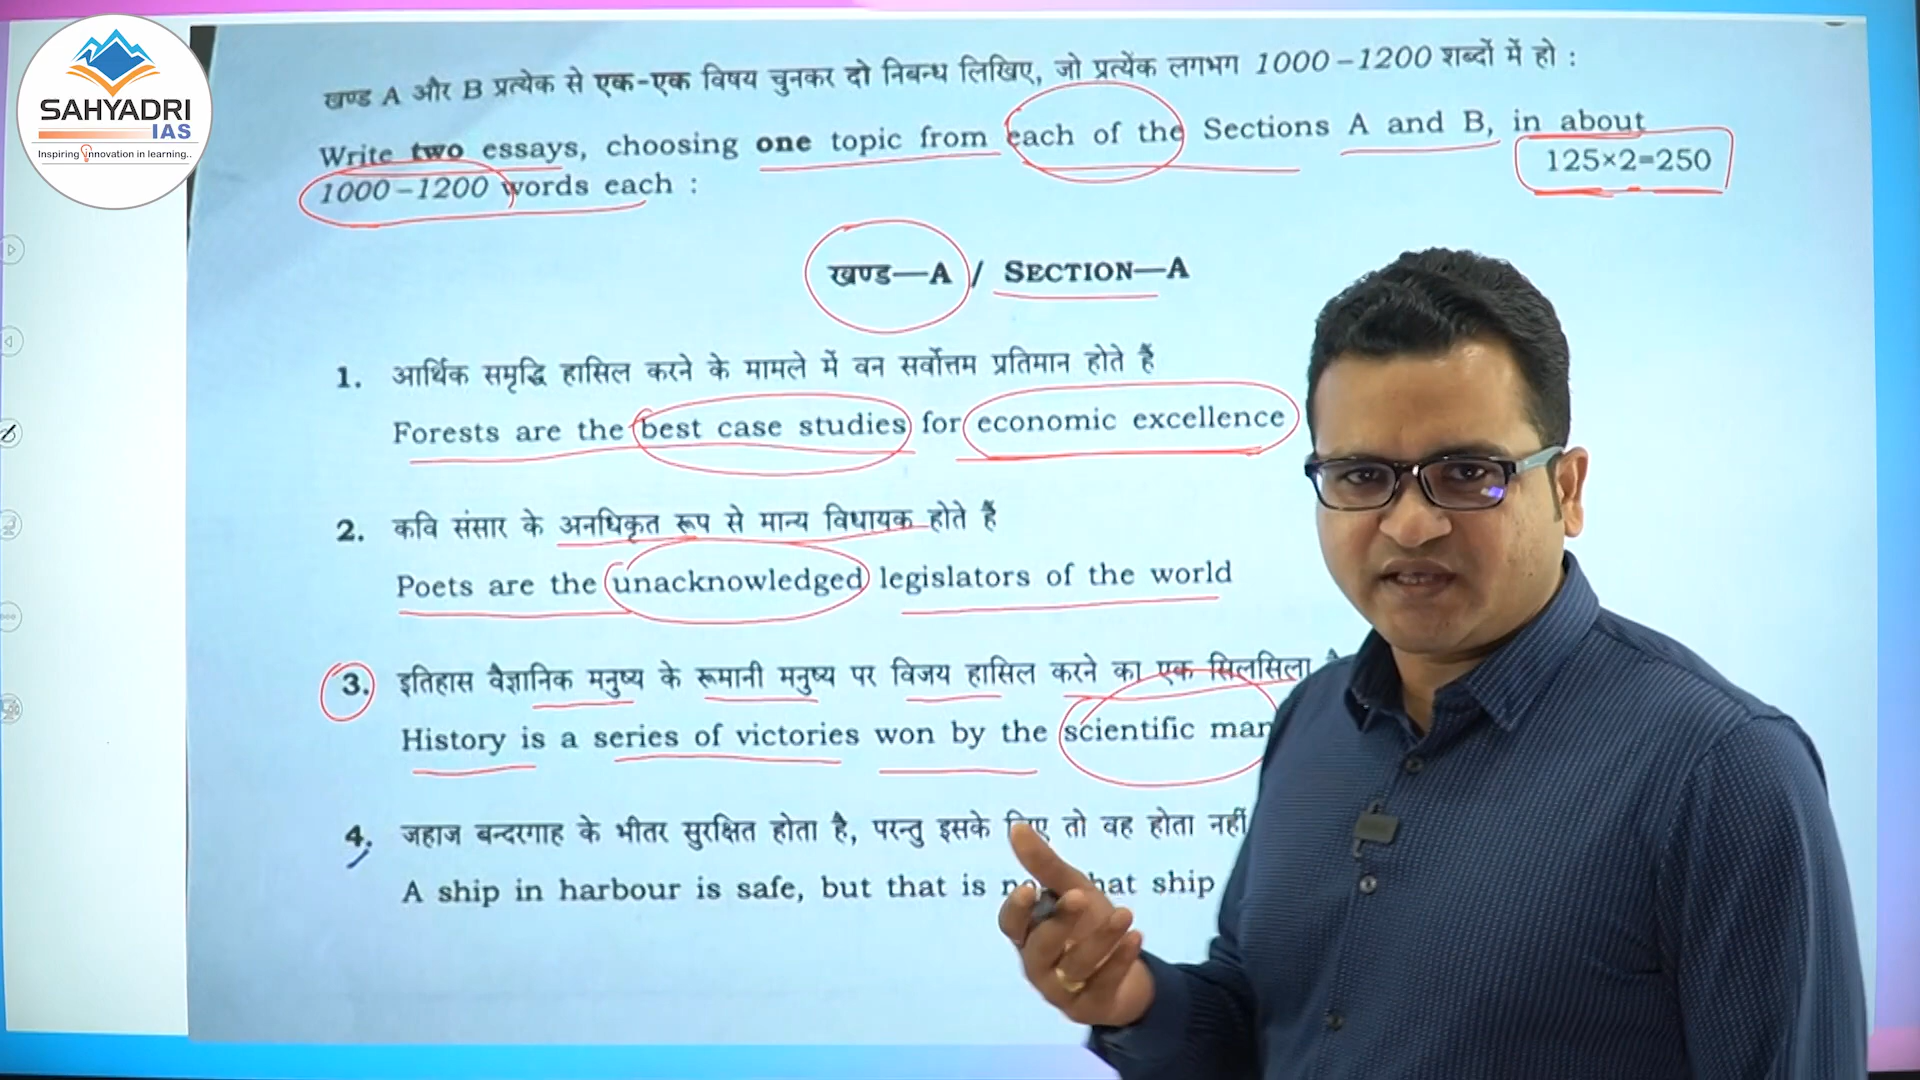 SAHYADRI
IAS
Inspiring innovation in learning..
खण्ड A और B प्रत्येक से एक-एक विषय चुनकर दो निबन्ध लिखिए, जो प्रत्येक लगभग 1000–1200 शब्दों में हो :
Write two essays, choosing one topic from each of the Sections A and B, in about
1000–1200 words each :
125×2=250
खण्ड—A / SECTION—A
1. आर्थिक समृद्धि हासिल करने के मामले में वन सर्वोत्तम प्रतिमान होते हैं
Forests are the best case studies for economic excellence
2. कवि संसार के अनधिकृत रूप से मान्य विधायक होते हैं
Poets are the unacknowledged legislators of the world
3. इतिहास वैज्ञानिक मनुष्य के रूमानी मनुष्य पर विजय हासिल करने का एक सिलसिला
History is a series of victories won by the scientific man
4. जहाज बन्दरगाह के भीतर सुरक्षित होता है, परन्तु इसके लिए तो वह होता नहीं
A ship in harbour is safe, but that is ship